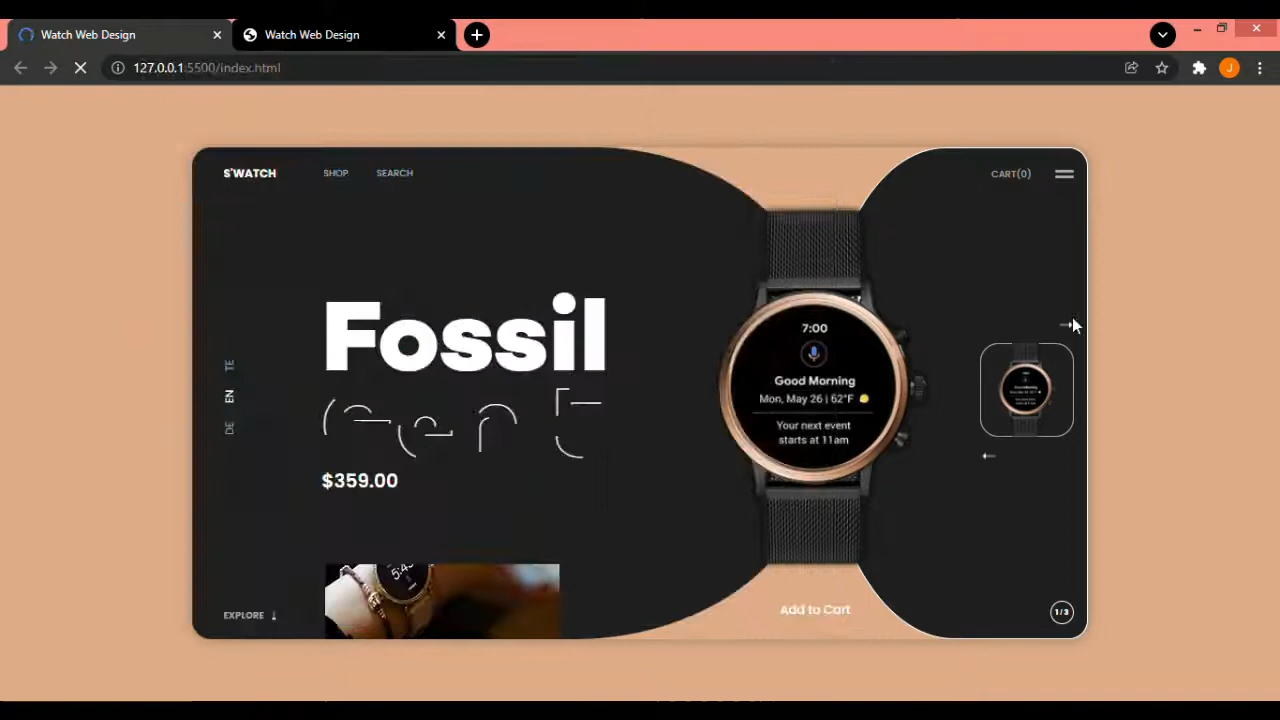 Watch Web Design
Watch Web Design
127.0.0.1:5500/index.html
J
S'WATCH SHOP SEARCH
CART(0)
Fossil
$359.00
TE
EN
DE
7:00
Good Morning
Mon, May 26 | 62°F
Your next event
starts at 11am
5:43
EXPLORE
Add to Cart
1/3